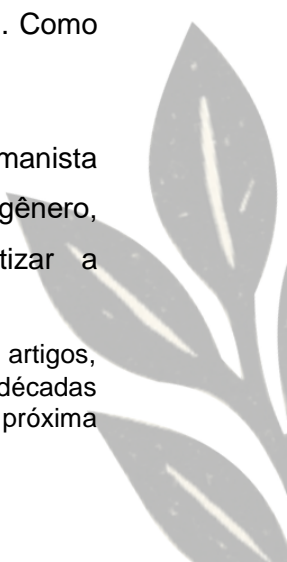 . Como
manista
gênero,
tizar a
artigos,
décadas
próxima